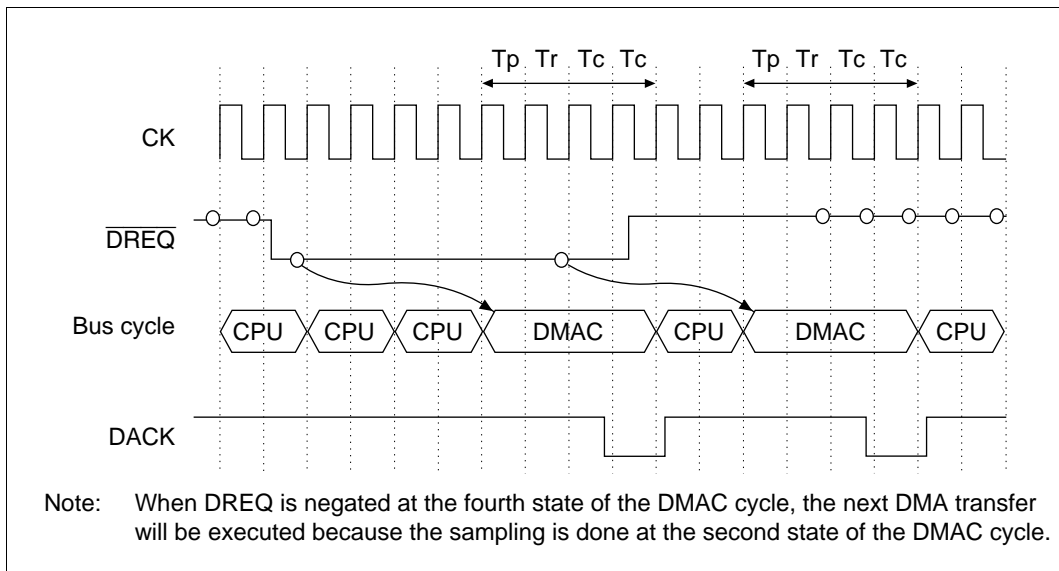 Tp Tr Tc Tc Tp Tr Tc Tc
CK
DREQ
Bus cycle CPU CPU CPU DMAC CPU DMAC CPU
DACK
Note: When DREQ is negated at the fourth state of the DMAC cycle, the next DMA transfer
will be executed because the sampling is done at the second state of the DMAC cycle.